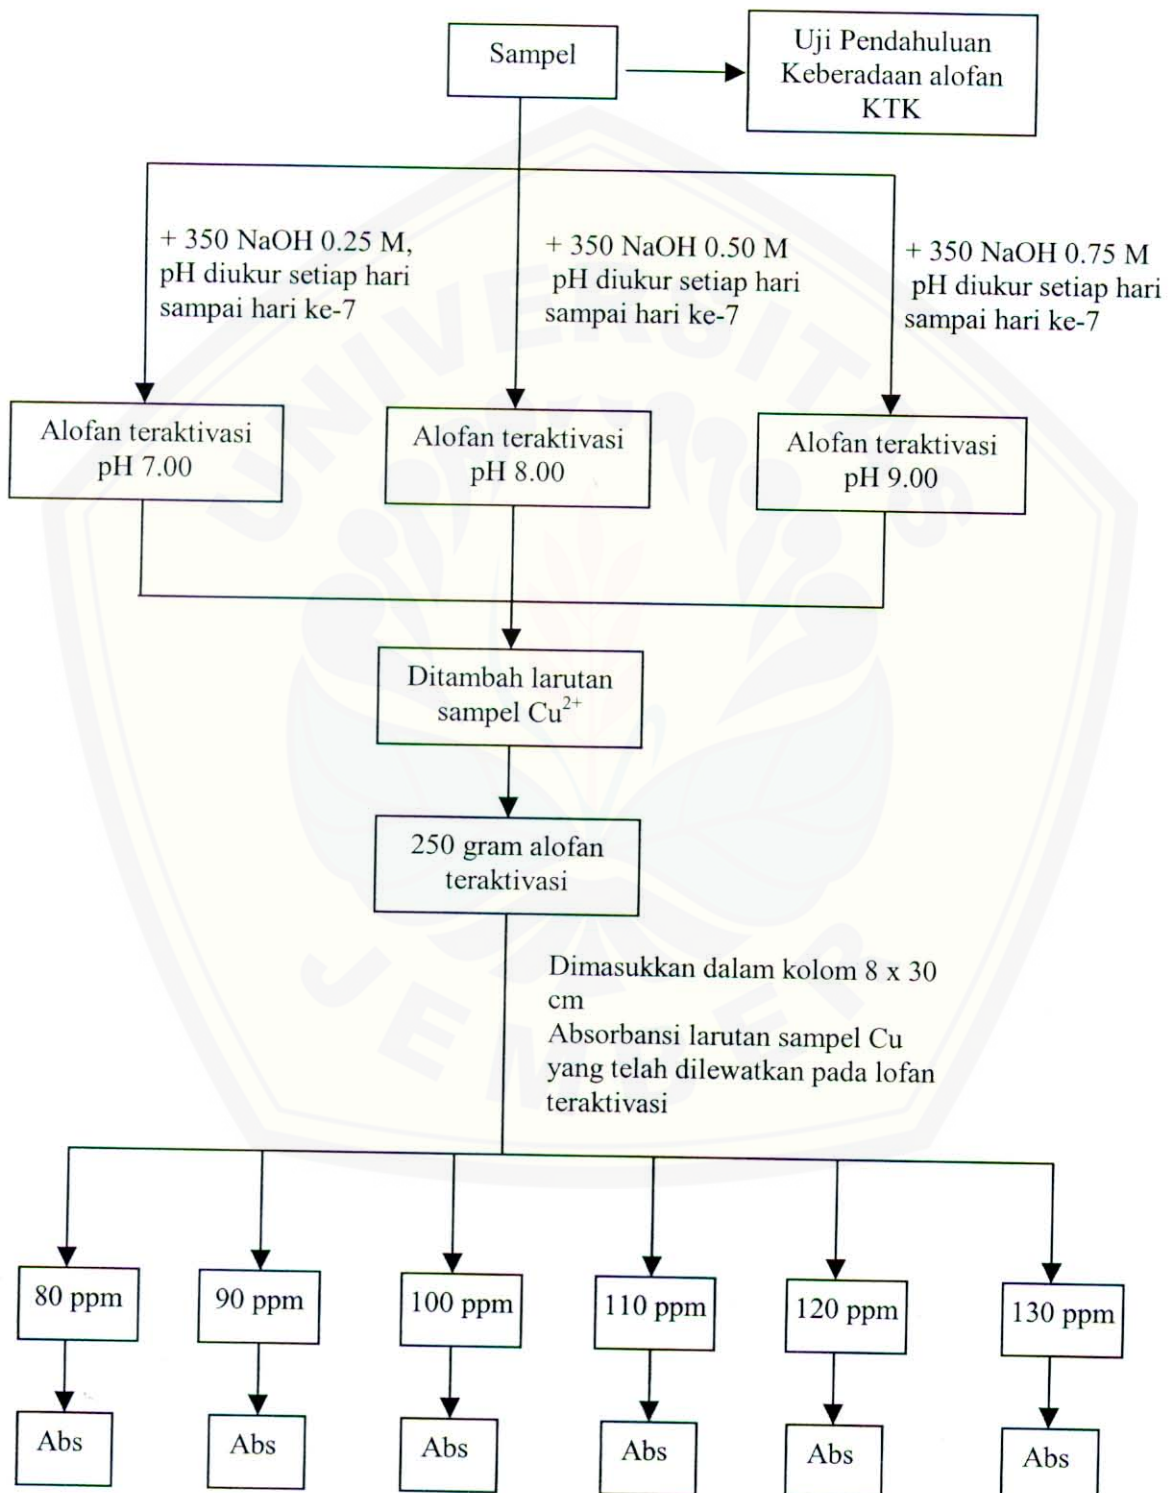 Sampel
Uji Pendahuluan
Keberadaan alofan
KTK
+ 350 NaOH 0.25 M,
pH diukur setiap hari
sampai hari ke-7
+ 350 NaOH 0.50 M
pH diukur setiap hari
sampai hari ke-7
+ 350 NaOH 0.75 M
pH diukur setiap hari
sampai hari ke-7
Alofan teraktivasi
pH 7.00
Alofan teraktivasi
pH 8.00
Alofan teraktivasi
pH 9.00
Ditambah larutan
sampel Cu²⁺
250 gram alofan
teraktivasi
Dimasukkan dalam kolom 8 x 30
cm
Absorbansi larutan sampel Cu
yang telah dilewatkan pada lofan
teraktivasi
80 ppm
90 ppm
100 ppm
110 ppm
120 ppm
130 ppm
Abs
Abs
Abs
Abs
Abs
Abs
UNIVERSITAS
JEMBER